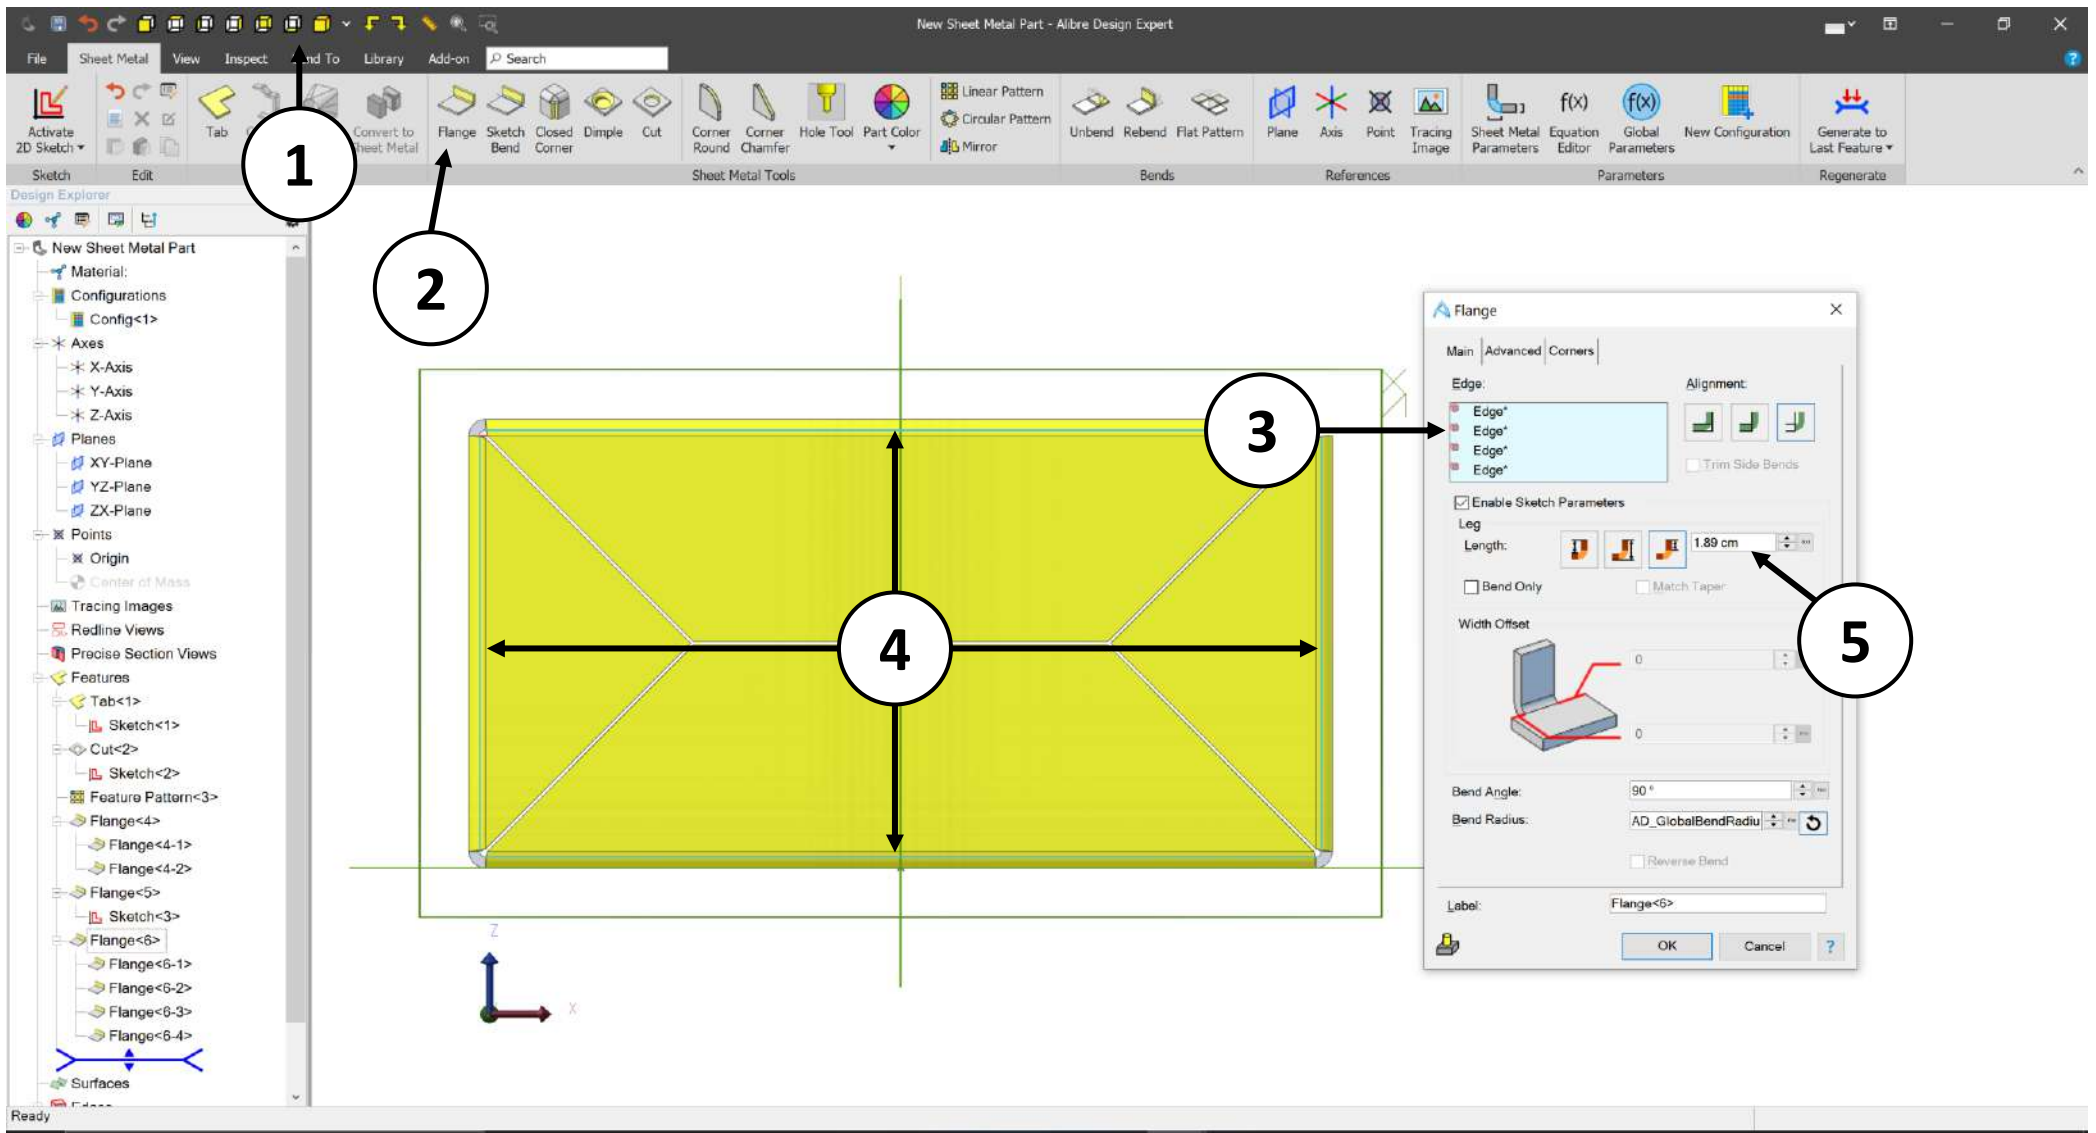 New Sheet Metal Part - Alibre Design Expert
File Sheet Metal View Inspect To Library Add-on Search
Activate
2D Sketch
Tab
Convert to
Sheet Metal
Flange
Sketch
Bend
Closed
Corner
Dimple
Cut
Corner
Round
Corner
Chamfer
Hole Tool
Part Color
Linear Pattern
Circular Pattern
Mirror
Unbend
Rebend
Flat Pattern
Plane
Axis
Point
Tracing
Image
Sheet Metal
Parameters
f(x)
Equation
Editor
f(x)
Global
Parameters
New Configuration
Generate to
Last Feature
Sketch Edit Sheet Metal Tools Bends References Parameters Regenerate
1
2
3
4
5
Design Explorer
New Sheet Metal Part
Material:
Configurations
Config<1>
Axes
X-Axis
Y-Axis
Z-Axis
Planes
XY-Plane
YZ-Plane
ZX-Plane
Points
Origin
Center of Mass
Tracing Images
Redline Views
Precise Section Views
Features
Tab<1>
Sketch<1>
Cut<2>
Sketch<2>
Feature Pattern<3>
Flange<4>
Flange<4-1>
Flange<4-2>
Flange<5>
Sketch<3>
Flange<6>
Flange<6-1>
Flange<6-2>
Flange<6-3>
Flange<6-4>
Surfaces
Ready
Z
X
Flange
Main Advanced Corners
Edge: Alignment:
Edge*
Edge*
Edge*
Edge*
Trim Side Bends
Enable Sketch Parameters
Leg
Length: 1.89 cm
Bend Only Match Taper
Width Offset
0
0
Bend Angle: 90 °
Bend Radius: AD_GlobalBendRadiu
Reverse Bend
Label: Flange<6>
OK Cancel ?